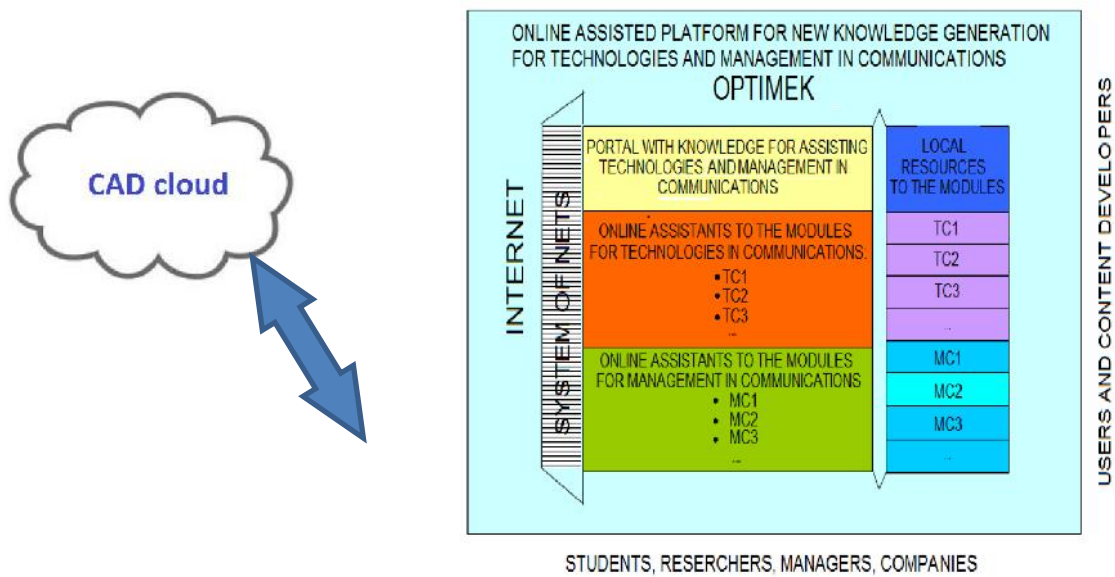 CAD cloud
ONLINE ASSISTED PLATFORM FOR NEW KNOWLEDGE GENERATION
FOR TECHNOLOGIES AND MANAGEMENT IN COMMUNICATIONS
OPTIMEK
INTERNET
SYSTEM OF NETS
PORTAL WITH KNOWLEDGE FOR ASSISTING
TECHNOLOGIES AND MANAGEMENT IN
COMMUNICATIONS
ONLINE ASSISTANTS TO THE MODULES
FOR TECHNOLOGIES IN COMMUNICATIONS.
• TC1
• TC2
• TC3
...
ONLINE ASSISTANTS TO THE MODULES
FOR MANAGEMENT IN COMMUNICATIONS
• MC1
• MC2
• MC3
...
LOCAL
RESOURCES
TO THE MODULES
TC1
TC2
TC3
...
MC1
MC2
MC3
...
USERS AND CONTENT DEVELOPERS
STUDENTS, RESERCHERS, MANAGERS, COMPANIES